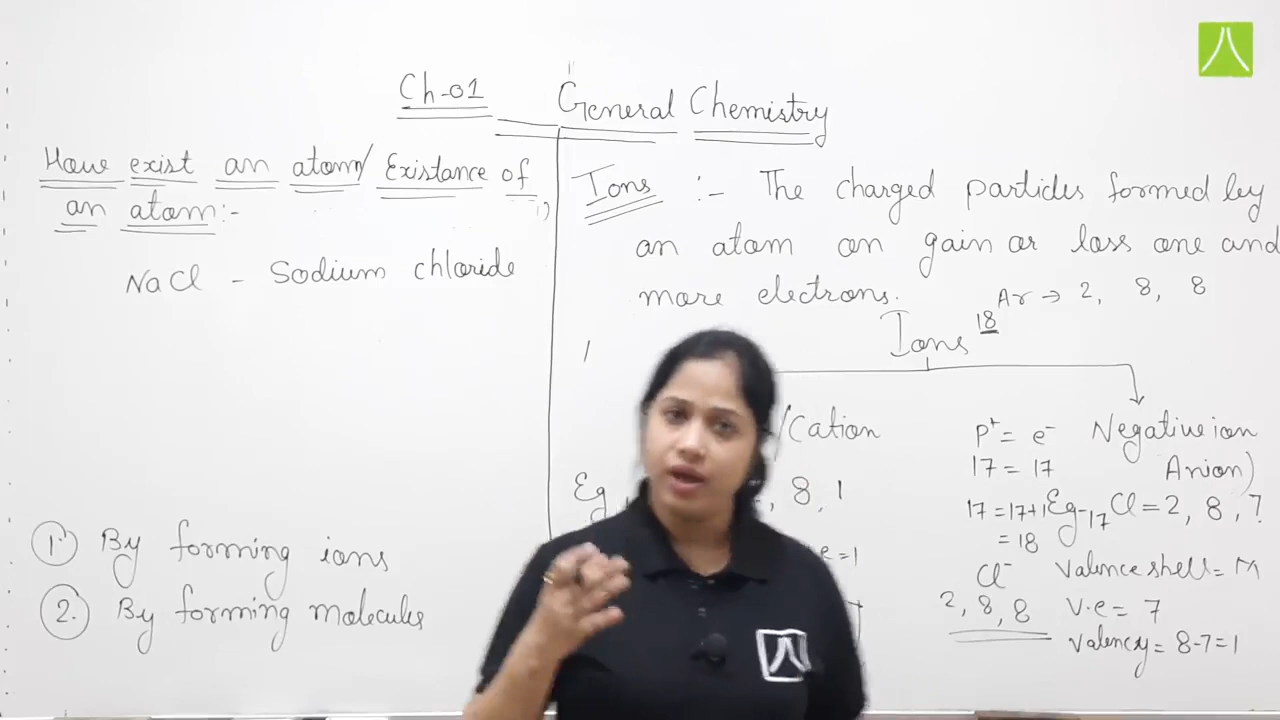 Ch-01 General Chemistry
How exist an atom/ Existance of
an atom:-
NaCl - Sodium chloride
1. By forming ions
2. By forming molecules
Ions :- The charged particles formed by
an atom on gain or loss one and
more electrons.
Ar → 2, 8, 8
18
Ions
/Cation
Eg
, 8, 1
e=1
P⁺ = e⁻
17 = 17
17 = 17+1
= 18
Cl⁻
2, 8, 8
Negative ion
Anion)
Eg-₁₇Cl = 2, 8, 7
Valence shell = M
V.e = 7
Valency = 8-7=1